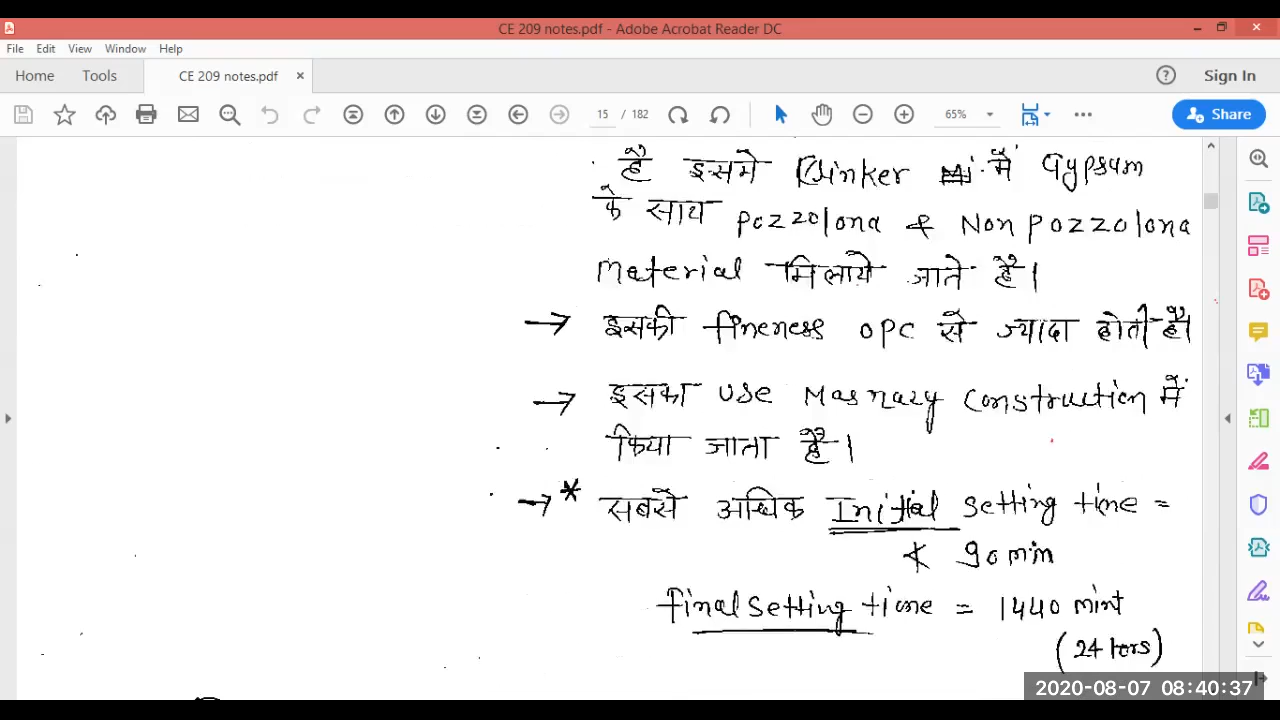 CE 209 notes.pdf - Adobe Acrobat Reader DC
File Edit View Window Help
Home Tools CE 209 notes.pdf × Sign In
15 / 182 65% Share
है इसमे Clinker में Gypsum
के साथ Pozzolona & Non Pozzolona
Material मिलाये जाते है।
→ इसकी fineness OPC से ज्यादा होती है।
→ इसका Use Masnary Construction में
किया जाता है।
→ * सबसे अधिक Initial Setting time =
≮ 90 min
final Setting time = 1440 mint
(24 hrs)
2020-08-07 08:40:37